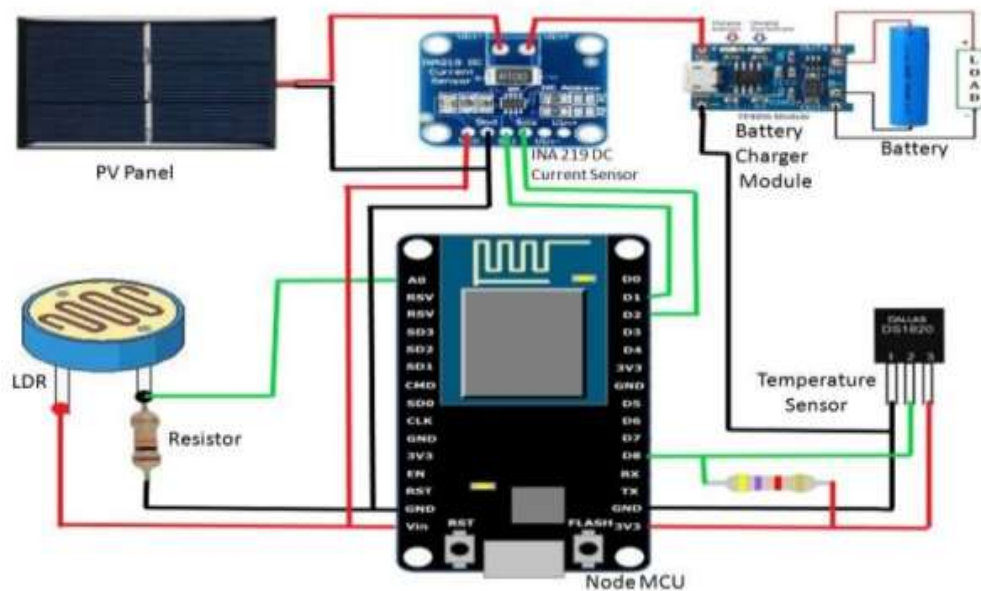 PV Panel
INA219 DC
Current
Sensor
R100
INA 219 DC
Current Sensor
TP4056 Module
Battery
Charger
Module
Battery
+
LOAD
-
LDR
Resistor
A0
RSV
RSV
SD3
SD2
SD1
CMD
SD0
CLK
GND
3V3
EN
RST
GND
Vin
D0
D1
D2
D3
D4
3V3
GND
D5
D6
D7
D8
RX
TX
GND
3V3
RST
FLASH
Node MCU
DALLAS
DS1820
1 2 3
Temperature
Sensor